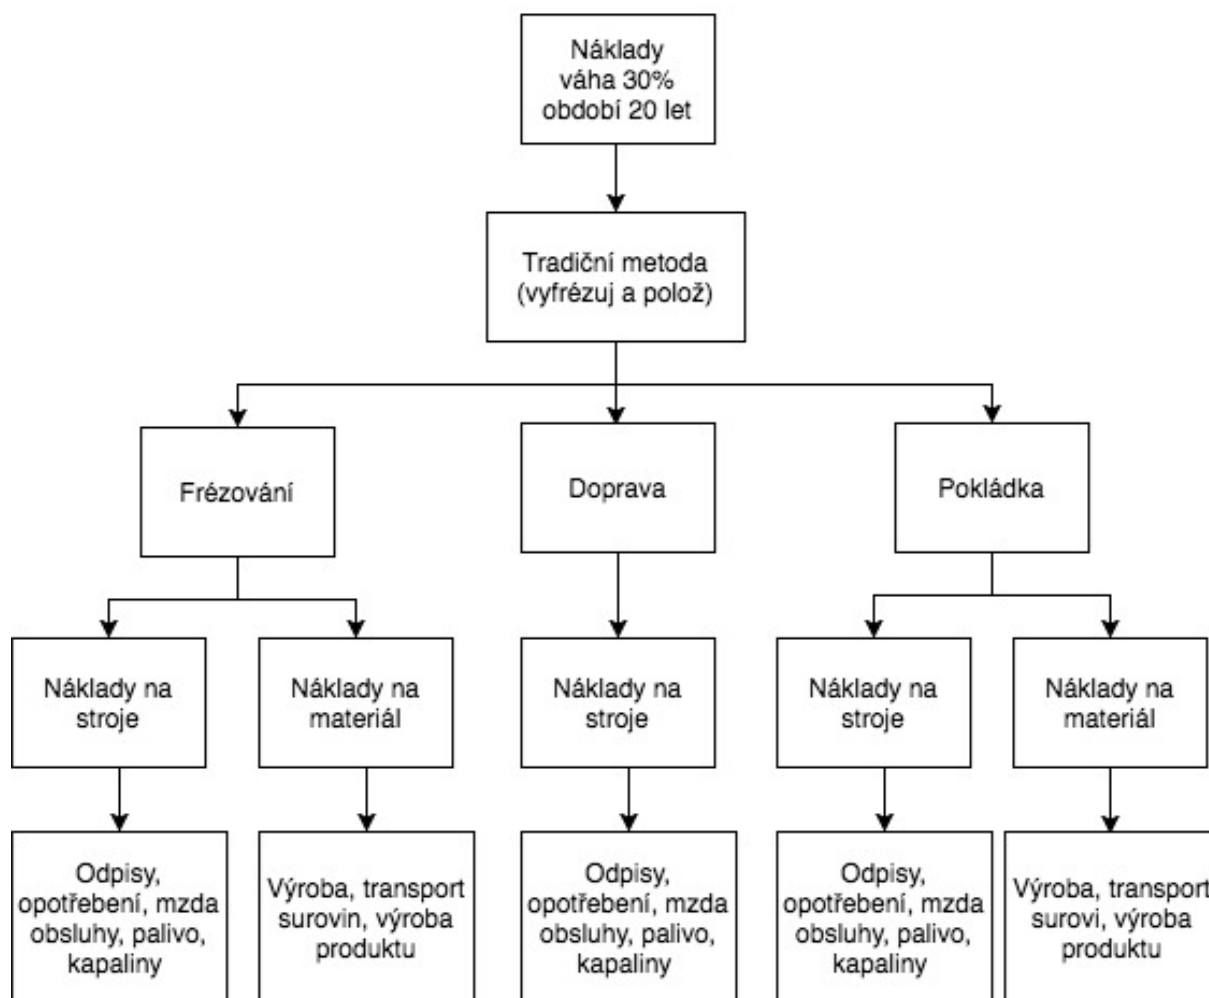 Náklady
váha 30%
období 20 let
Tradiční metoda
(vyfrézuj a polož)
Frézování
Doprava
Pokládka
Náklady na
stroje
Náklady na
materiál
Náklady na
stroje
Náklady na
stroje
Náklady na
materiál
Odpisy,
opotřebení, mzda
obsluhy, palivo,
kapaliny
Výroba, transport
surovin, výroba
produktu
Odpisy,
opotřebení, mzda
obsluhy, palivo,
kapaliny
Odpisy,
opotřebení, mzda
obsluhy, palivo,
kapaliny
Výroba, transport
surovi, výroba
produktu